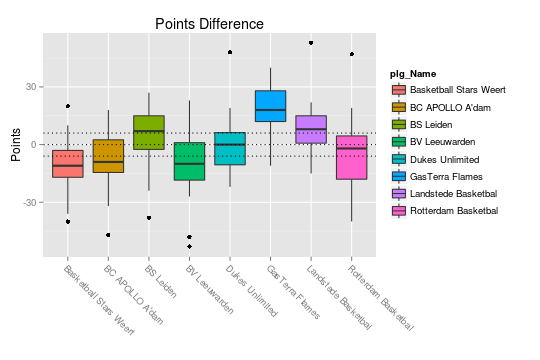 Points Difference
Points
30
0
-30
Basketball Stars Weert
BC APOLLO A'dam
BS Leiden
BV Leeuwarden
Dukes Unlimited
GasTerra Flames
Landstede Basketbal
Rotterdam Basketbal
plg_Name
Basketball Stars Weert
BC APOLLO A'dam
BS Leiden
BV Leeuwarden
Dukes Unlimited
GasTerra Flames
Landstede Basketbal
Rotterdam Basketbal